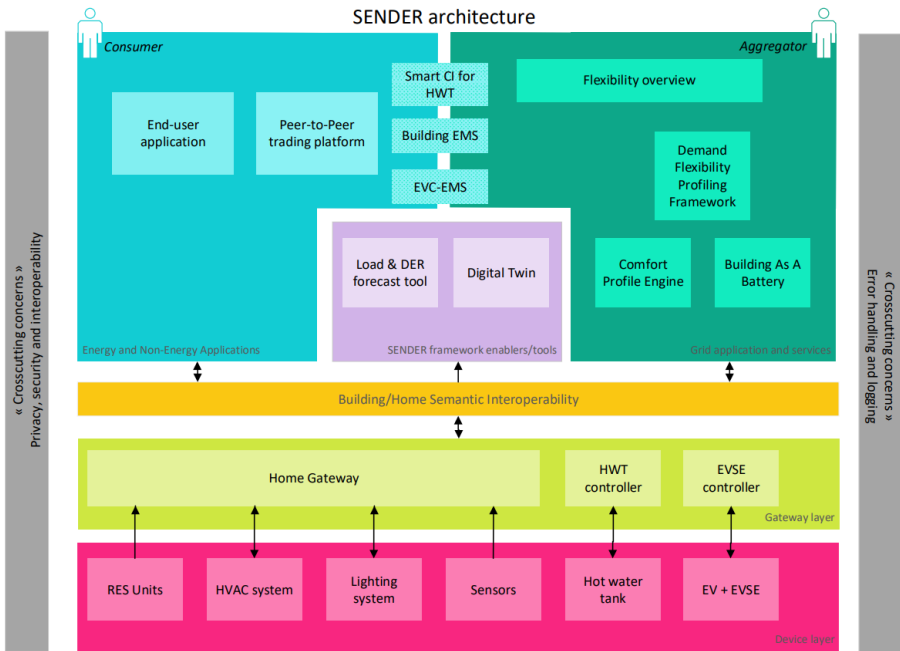 SENDER architecture
Consumer
Aggregator
Smart CI for
HWT
Flexibility overview
End-user
application
Peer-to-Peer
trading platform
Building EMS
Demand
Flexibility
Profiling
Framework
EVC-EMS
Load & DER
forecast tool
Digital Twin
Comfort
Profile Engine
Building As A
Battery
Energy and Non-Energy Applications
SENDER framework enablers/tools
Grid application and services
« Crosscutting concerns »
Privacy, security and interoperability
« Crosscutting concerns »
Error handling and logging
Building/Home Semantic Interoperability
Home Gateway
HWT
controller
EVSE
controller
Gateway layer
RES Units
HVAC system
Lighting
system
Sensors
Hot water
tank
EV + EVSE
Device layer